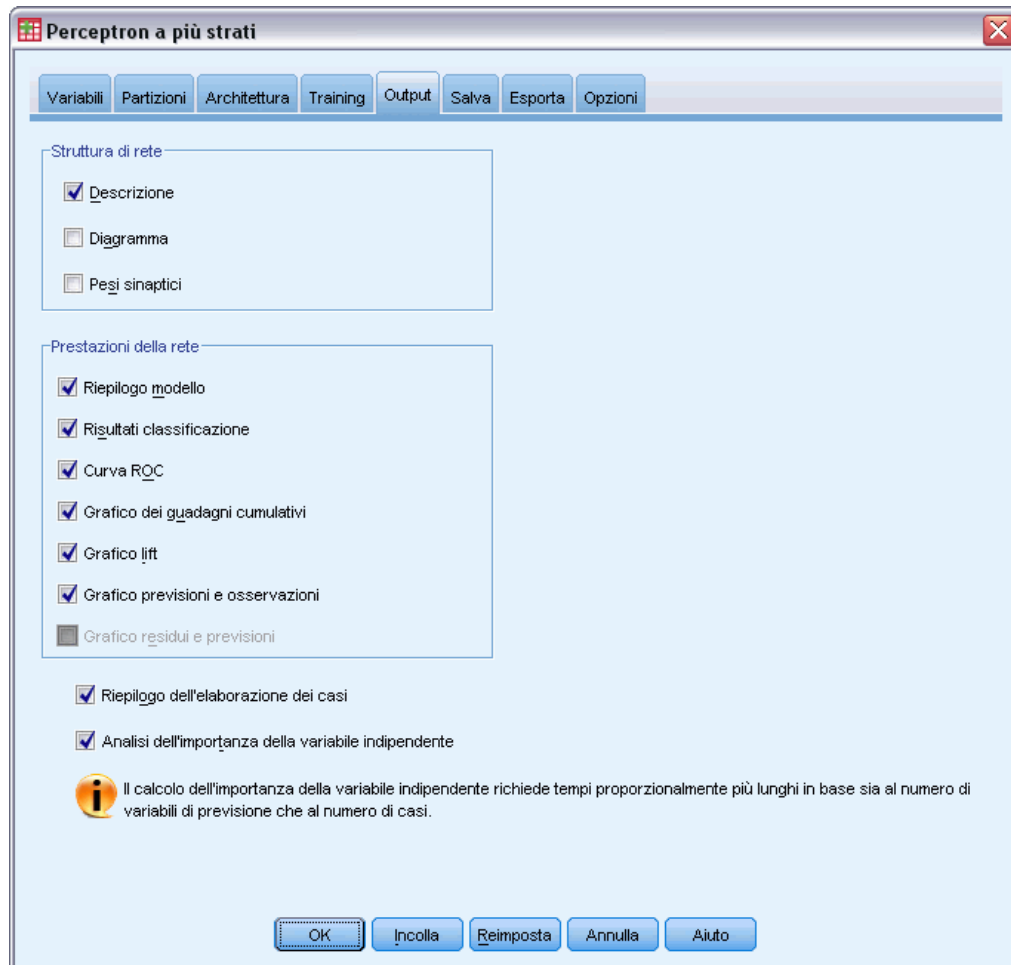 Perceptron a più strati
Variabili Partizioni Architettura Training Output Salva Esporta Opzioni
Struttura di rete
Descrizione
Diagramma
Pesi sinaptici
Prestazioni della rete
Riepilogo modello
Risultati classificazione
Curva ROC
Grafico dei guadagni cumulativi
Grafico lift
Grafico previsioni e osservazioni
Grafico residui e previsioni
Riepilogo dell'elaborazione dei casi
Analisi dell'importanza della variabile indipendente
Il calcolo dell'importanza della variabile indipendente richiede tempi proporzionalmente più lunghi in base sia al numero di
variabili di previsione che al numero di casi.
OK Incolla Reimposta Annulla Aiuto